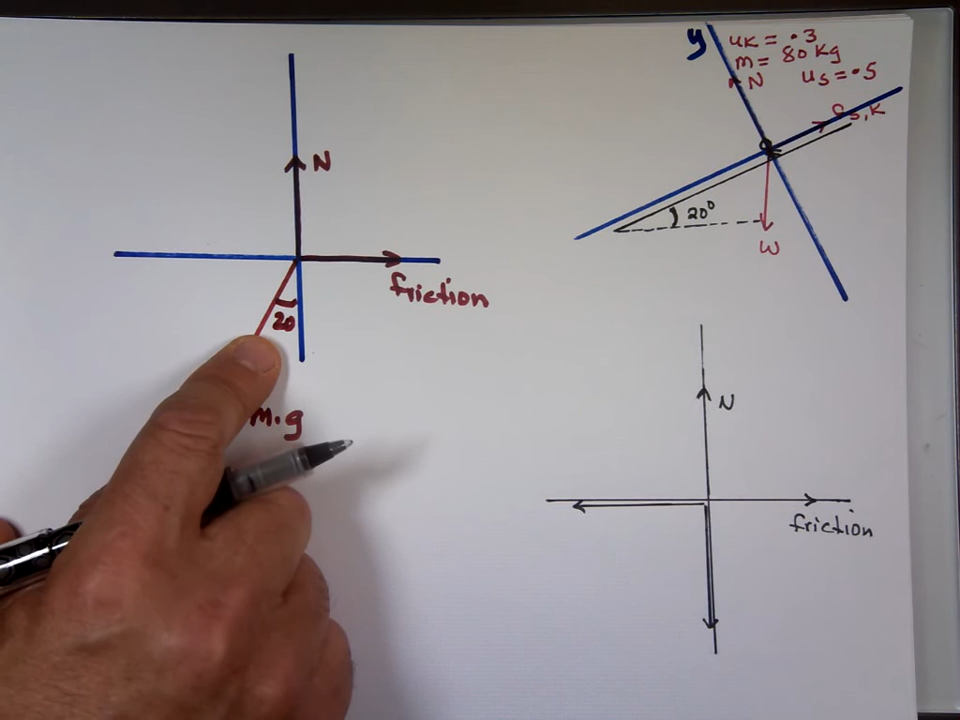 N
friction
20
m.g
y
uK = .3
m = 80 kg
N
us = .5
s,K
20°
w
N
friction